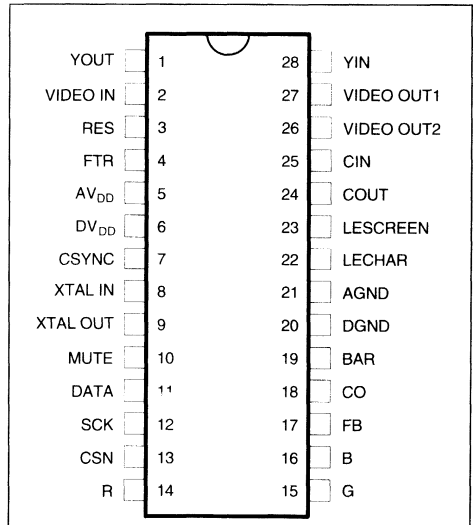 YOUT 1 28 YIN
VIDEO IN 2 27 VIDEO OUT1
RES 3 26 VIDEO OUT2
FTR 4 25 CIN
AVDD 5 24 COUT
DVDD 6 23 LESCREEN
CSYNC 7 22 LECHAR
XTAL IN 8 21 AGND
XTAL OUT 9 20 DGND
MUTE 10 19 BAR
DATA 11 18 CO
SCK 12 17 FB
CSN 13 16 B
R 14 15 G